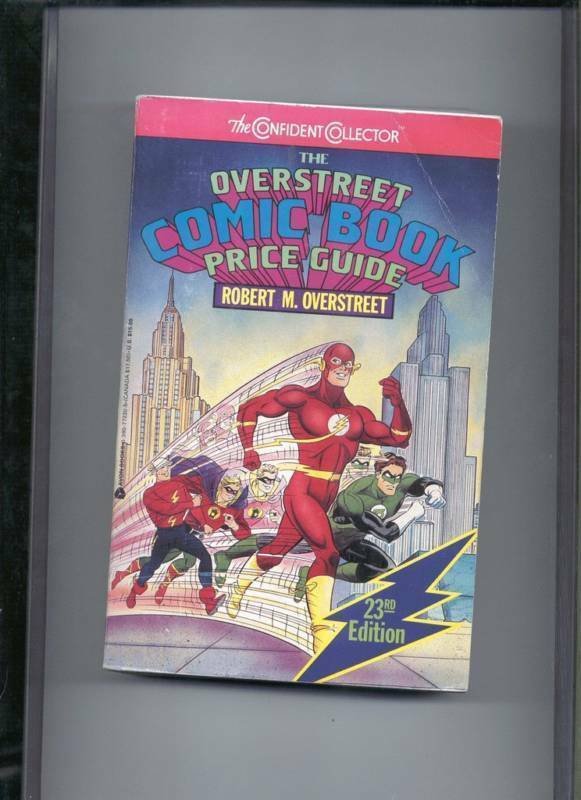 The CONFIDENT COLLECTOR
THE
OVERSTREET
COMIC BOOK
PRICE GUIDE
ROBERT M. OVERSTREET
23RD
Edition